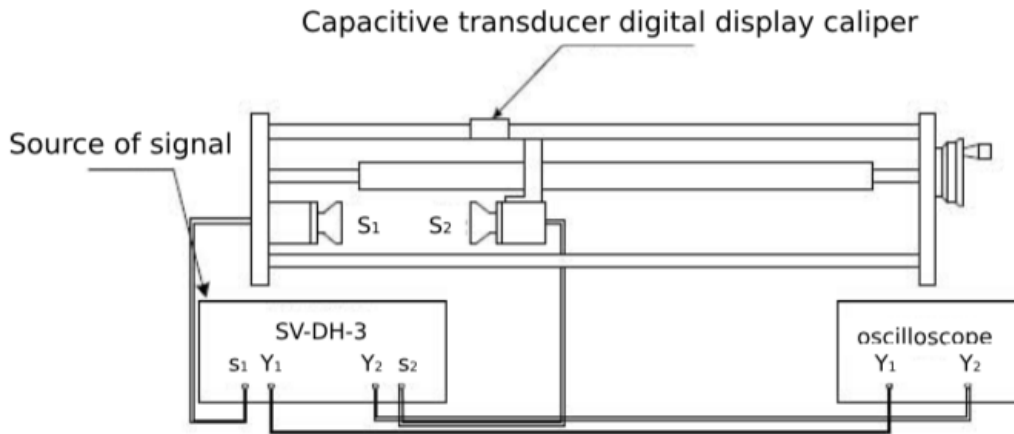 Capacitive transducer digital display caliper
Source of signal
S1
S2
SV-DH-3
oscilloscope
s1 Y1 Y2 s2
Y1 Y2